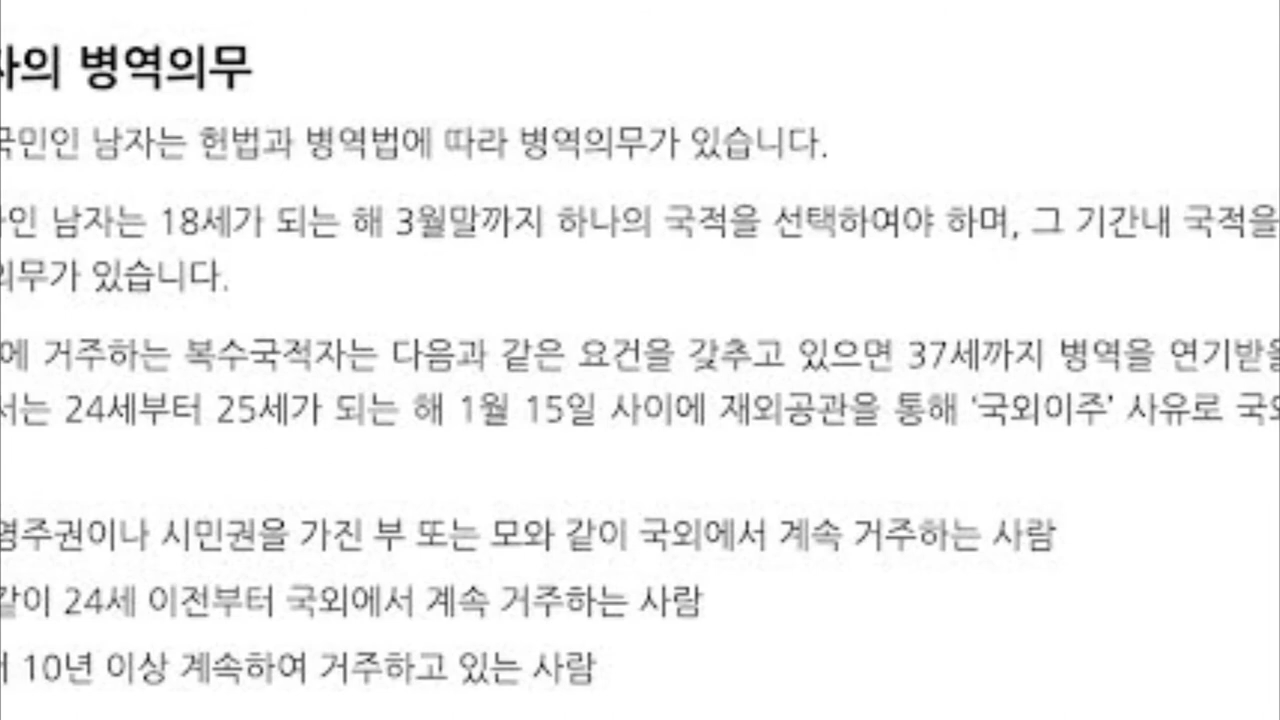 자의 병역의무
국민인 남자는 헌법과 병역법에 따라 병역의무가 있습니다.
인 남자는 18세가 되는 해 3월말까지 하나의 국적을 선택하여야 하며, 그 기간내 국적을
의무가 있습니다.
에 거주하는 복수국적자는 다음과 같은 요건을 갖추고 있으면 37세까지 병역을 연기받을
서는 24세부터 25세가 되는 해 1월 15일 사이에 재외공관을 통해 ‘국외이주’ 사유로 국외
영주권이나 시민권을 가진 부 또는 모와 같이 국외에서 계속 거주하는 사람
같이 24세 이전부터 국외에서 계속 거주하는 사람
10년 이상 계속하여 거주하고 있는 사람